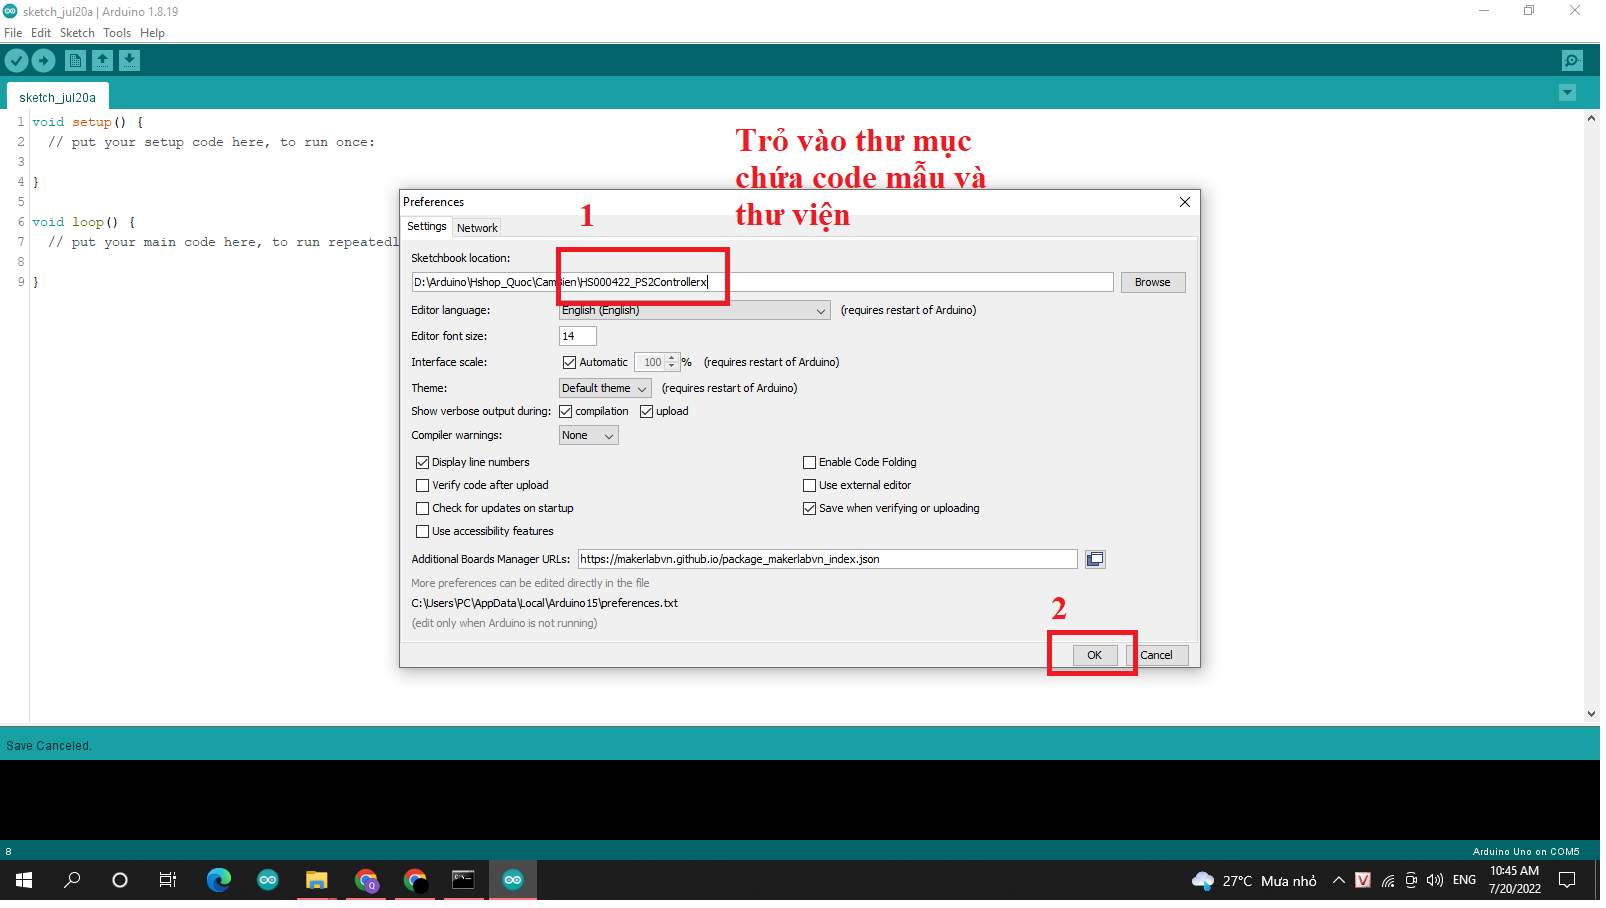 sketch_jul20a | Arduino 1.8.19
File Edit Sketch Tools Help
sketch_jul20a
1 void setup() {
2 // put your setup code here, to run once:
3
4 }
5
6 void loop() {
7 // put your main code here, to run repeatedl
8
9 }
Trỏ vào thư mục
chứa code mẫu và
thư viện
Preferences
1
Settings Network
Sketchbook location:
D:\Arduino\Hshop_Quoc\CamBien\HS000422_PS2Controllerx Browse
Editor language: English (English) (requires restart of Arduino)
Editor font size: 14
Interface scale: Automatic 100 % (requires restart of Arduino)
Theme: Default theme (requires restart of Arduino)
Show verbose output during: compilation upload
Compiler warnings: None
Display line numbers Enable Code Folding
Verify code after upload Use external editor
Check for updates on startup Save when verifying or uploading
Use accessibility features
Additional Boards Manager URLs: https://makerlabvn.github.io/package_makerlabvn_index.json
More preferences can be edited directly in the file
C:\Users\PC\AppData\Local\Arduino15\preferences.txt
(edit only when Arduino is not running)
2
OK Cancel
Save Canceled.
8 Arduino Uno on COM5
27°C Mưa nhỏ V ENG 10:45 AM
7/20/2022